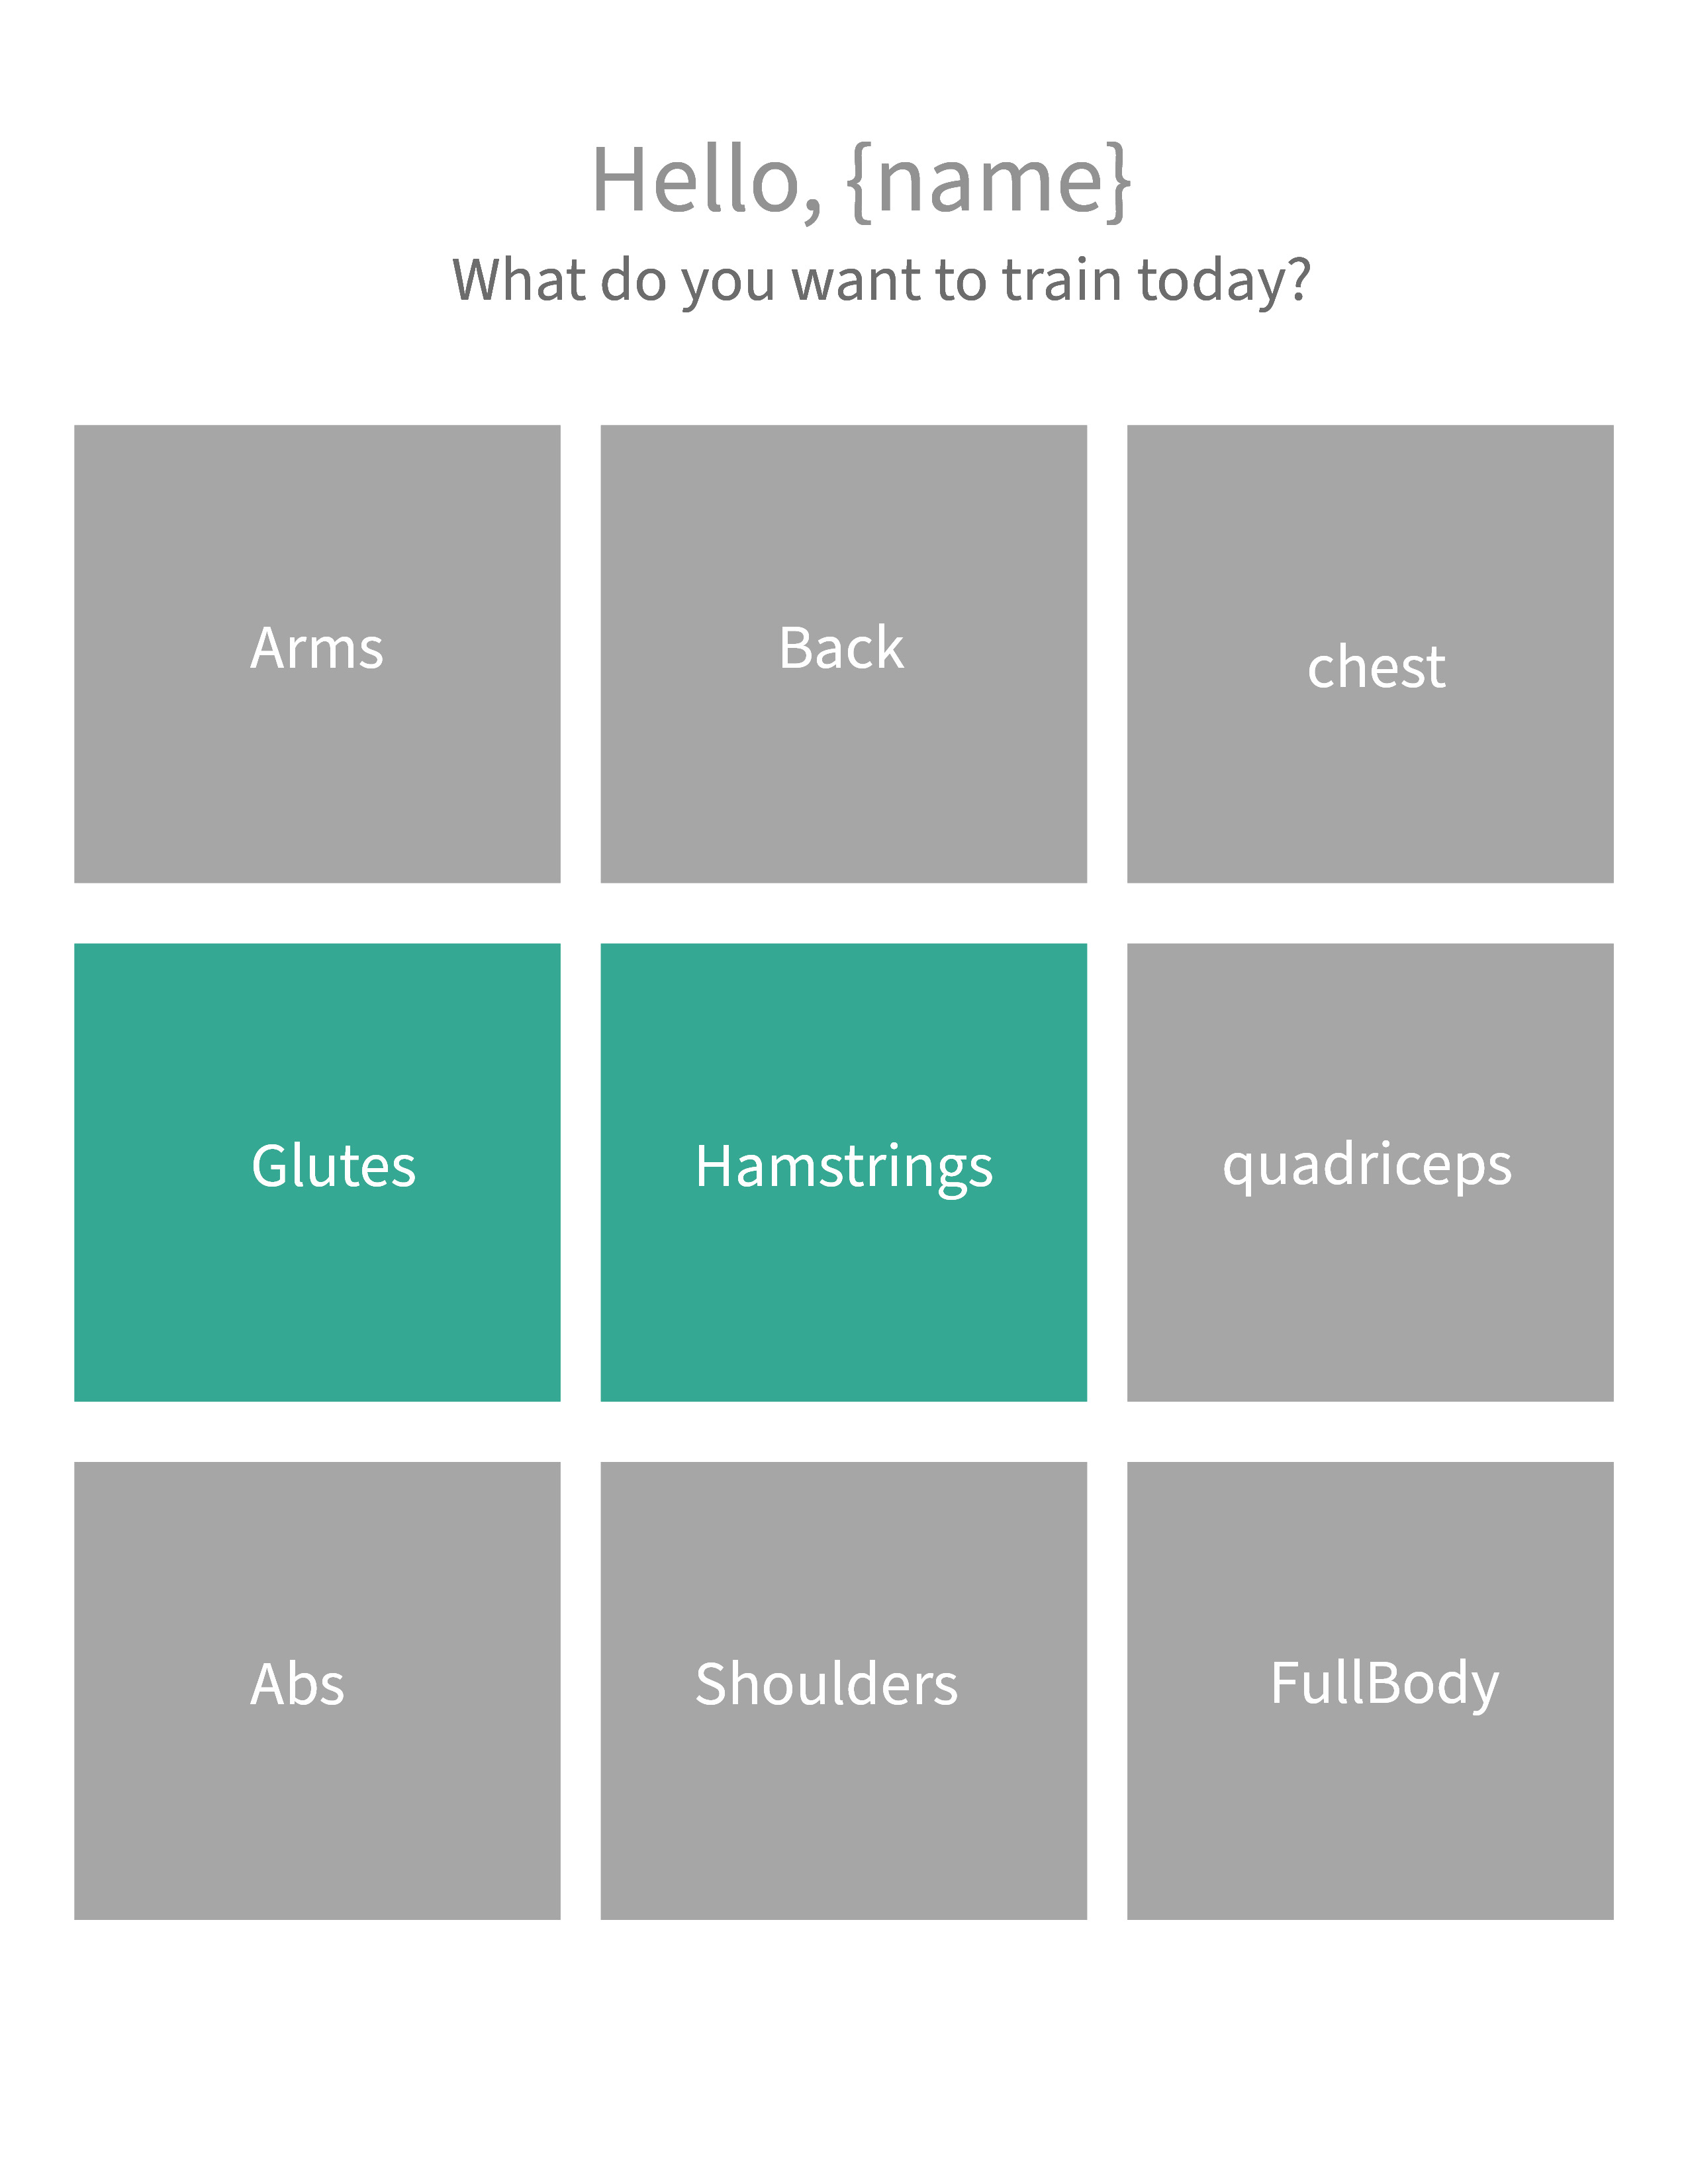 Hello, {name}
What do you want to train today?
Arms
Back
chest
Glutes
Hamstrings
quadriceps
Abs
Shoulders
FullBody